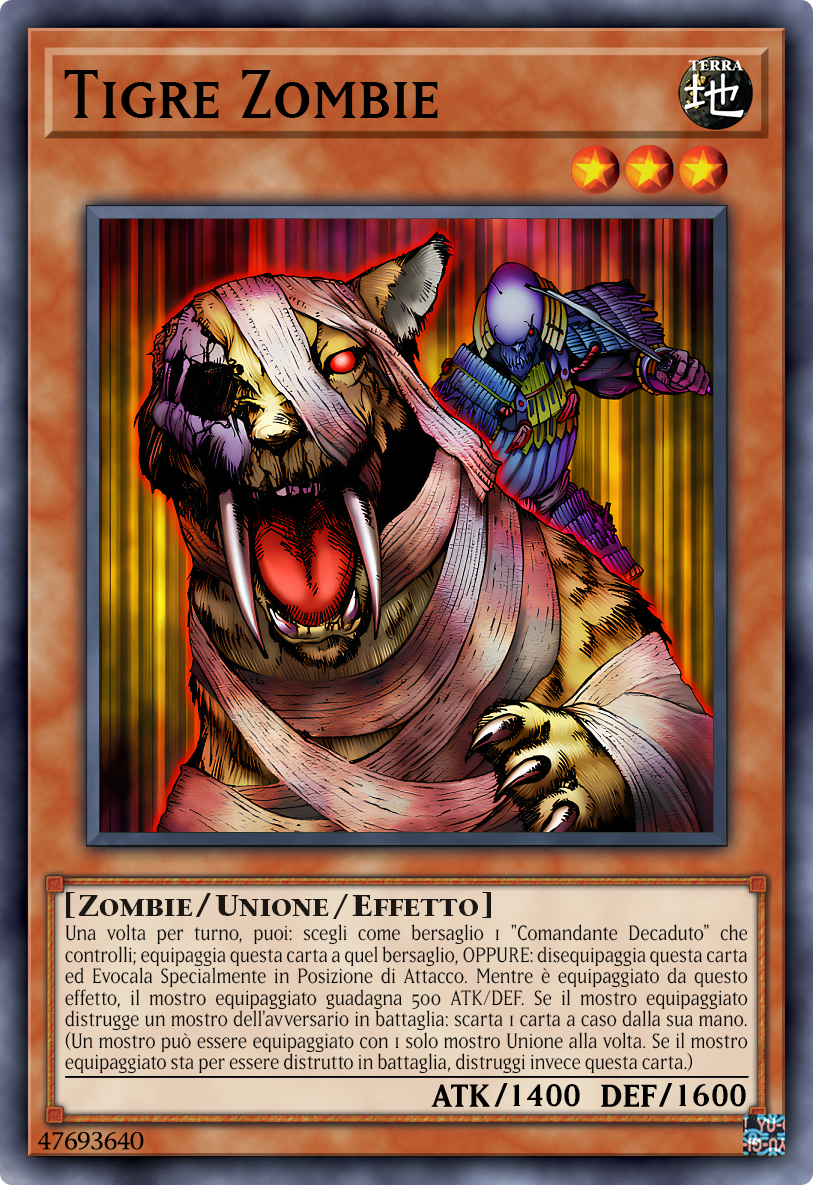 Tigre Zombie
TERRA
地
[Zombie/Unione/Effetto]
Una volta per turno, puoi: scegli come bersaglio 1 "Comandante Decaduto" che
controlli; equipaggia questa carta a quel bersaglio, OPPURE: disequipaggia questa carta
ed Evocala Specialmente in Posizione di Attacco. Mentre è equipaggiato da questo
effetto, il mostro equipaggiato guadagna 500 ATK/DEF. Se il mostro equipaggiato
distrugge un mostro dell'avversario in battaglia: scarta 1 carta a caso dalla sua mano.
(Un mostro può essere equipaggiato con 1 solo mostro Unione alla volta. Se il mostro
equipaggiato sta per essere distrutto in battaglia, distruggi invece questa carta.)
ATK/1400 DEF/1600
47693640